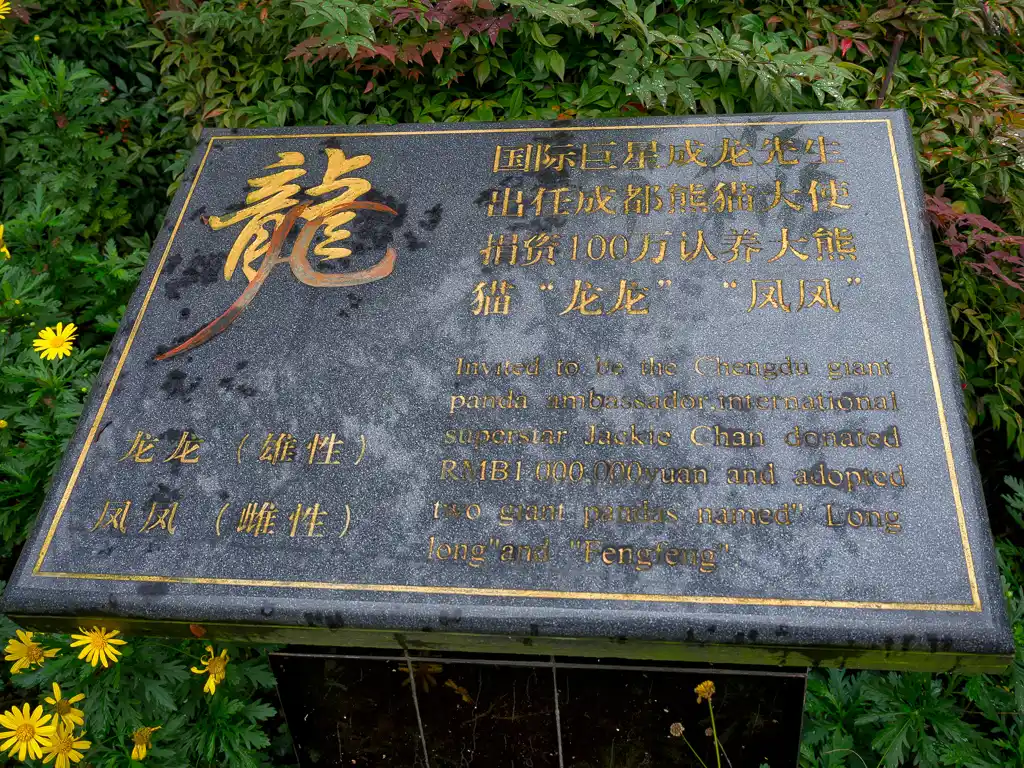 龍
国际巨星成龙先生
出任成都熊猫大使
捐资100万认养大熊
猫“龙龙” “凤凤”
Invited to be the Chengdu giant
panda ambassador,international
superstar Jackie Chan donated
RMB1,000,000yuan and adopted
two giant pandas named" Long
long"and "Fengfeng"
龙龙（雄性）
凤凤（雌性）